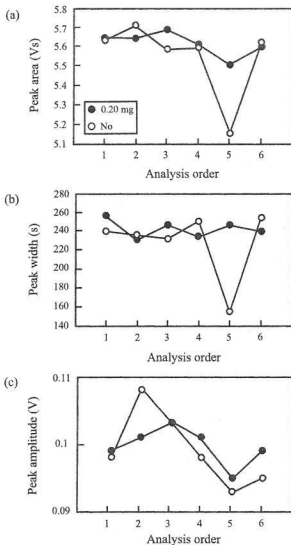 (a)
Peak area (Vs)
5.8
5.7
5.6
5.5
5.4
5.3
5.2
5.1
0.20 mg
No
1 2 3 4 5 6
Analysis order
(b)
Peak width (s)
280
260
240
220
200
180
160
140
1 2 3 4 5 6
Analysis order
(c)
Peak amplitude (V)
0.11
0.1
0.09
1 2 3 4 5 6
Analysis order